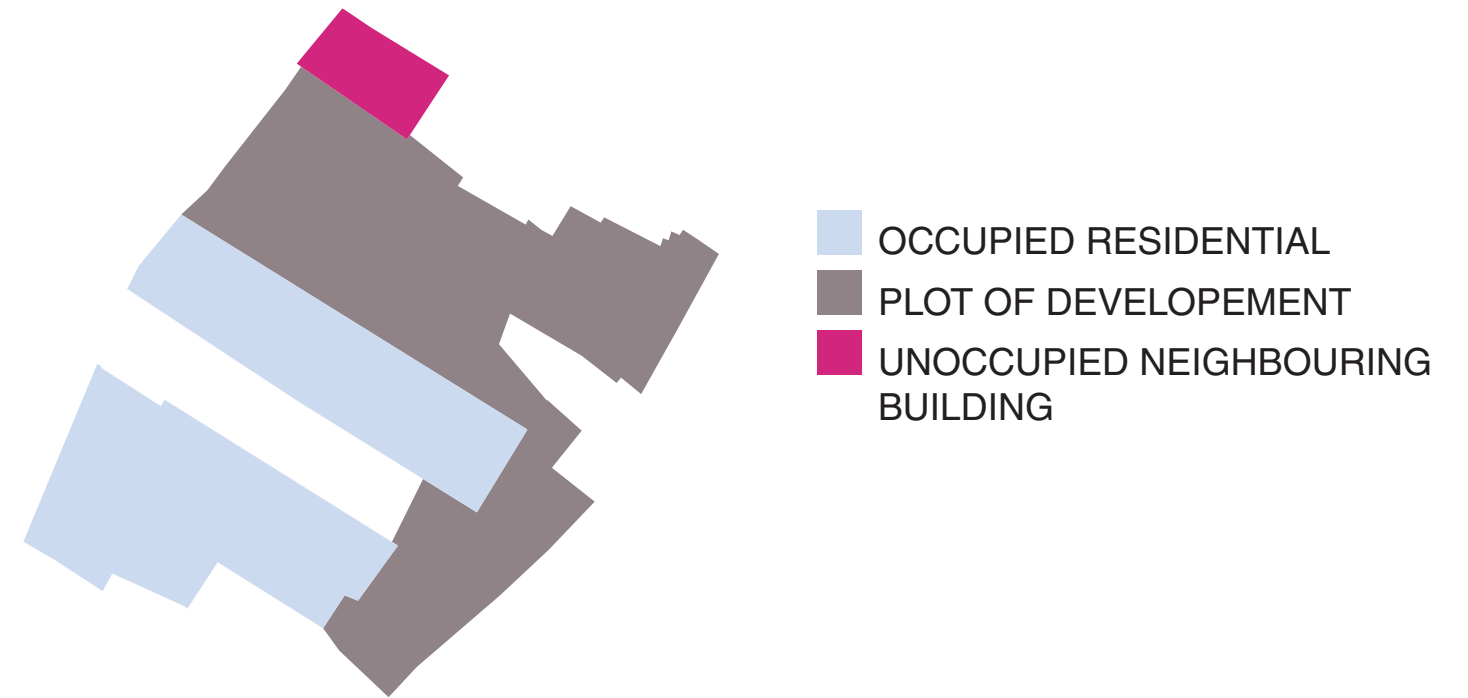 OCCUPIED RESIDENTIAL
PLOT OF DEVELOPEMENT
UNOCCUPIED NEIGHBOURING
BUILDING